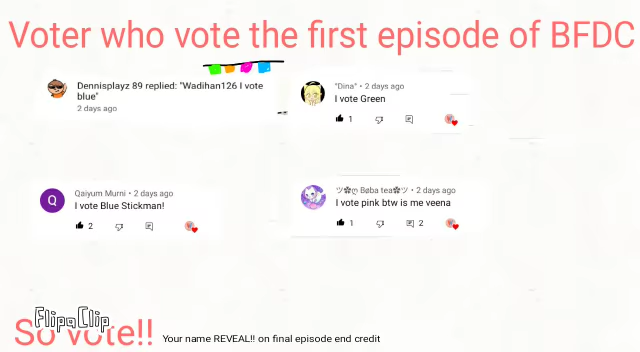 Voter who vote the first episode of BFDC
Dennisplayz 89 replied: "Wadihan126 I vote
blue"
2 days ago
"Dina" • 2 days ago
I vote Green
1
Q
Qaiyum Murni • 2 days ago
I vote Blue Stickman!
2
ツ✿ღ Bøba tea✿ツ • 2 days ago
I vote pink btw is me veena
1 2
FlipaClip
So vote!!
Your name REVEAL!! on final episode end credit